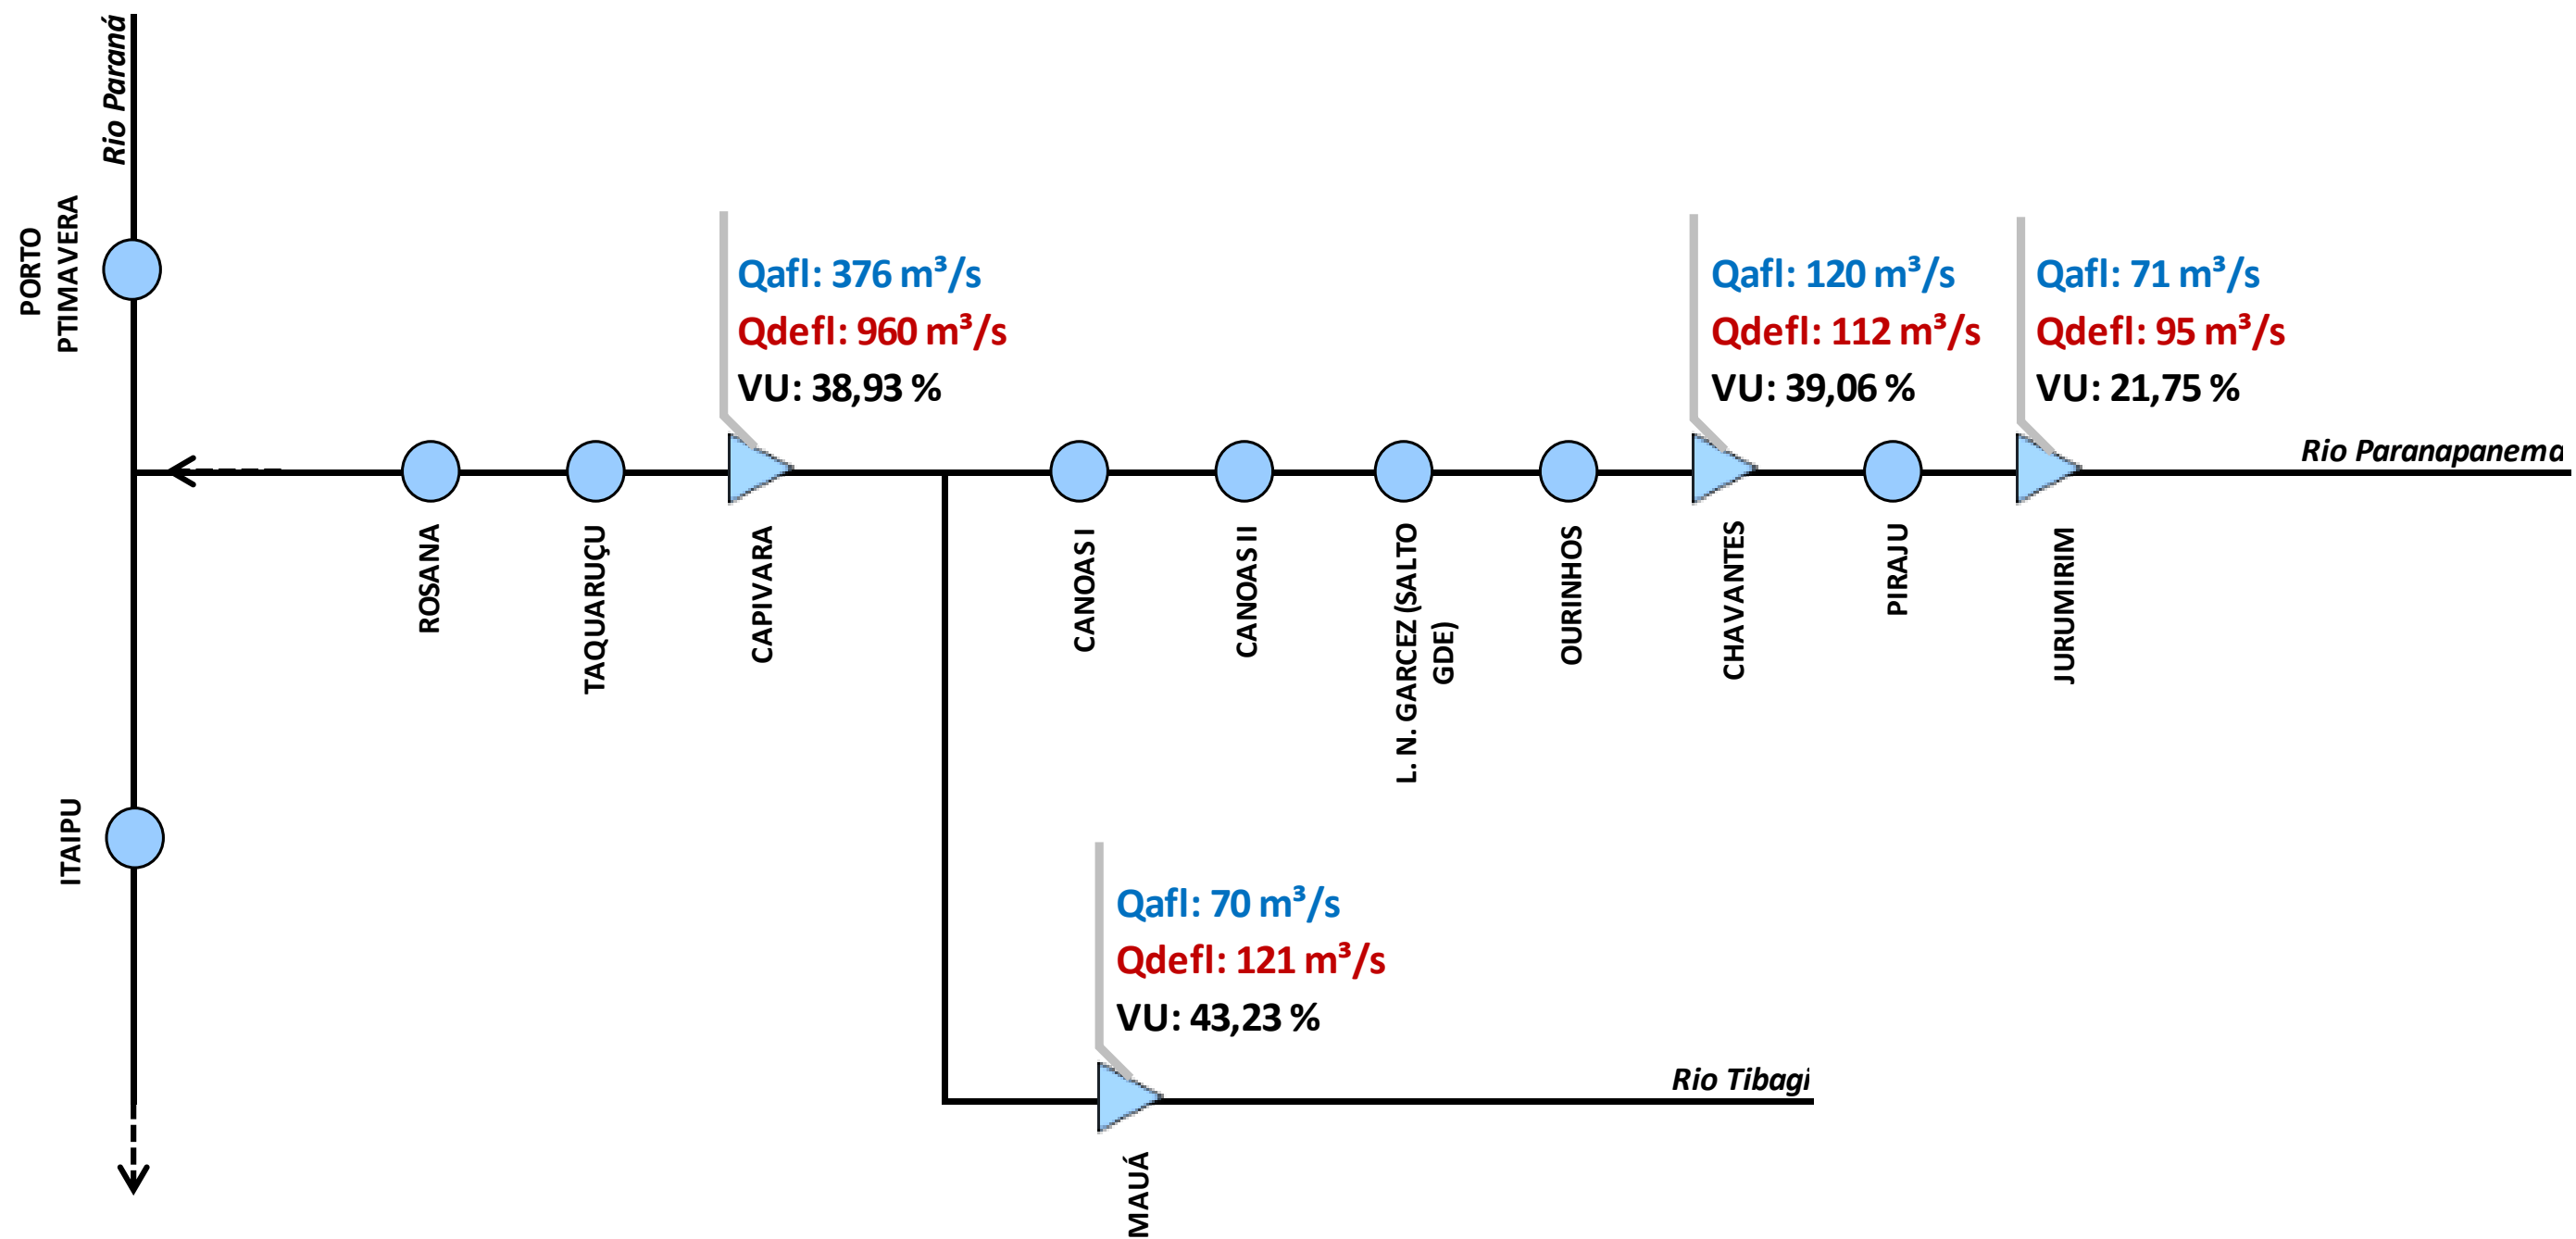 Rio Paraná
PORTO
PTIMAVERA
Qafl: 376 m³/s
Qdefl: 960 m³/s
VU: 38,93 %
Qafl: 120 m³/s
Qdefl: 112 m³/s
VU: 39,06 %
Qafl: 71 m³/s
Qdefl: 95 m³/s
VU: 21,75 %
Rio Paranapanema
ROSANA
TAQUARUÇU
CAPIVARA
CANOAS I
CANOAS II
L. N. GARCEZ (SALTO
GDE)
OURINHOS
CHAVANTES
PIRAJU
JURUMIRIM
ITAIPU
Qafl: 70 m³/s
Qdefl: 121 m³/s
VU: 43,23 %
Rio Tibagi
MAUÁ